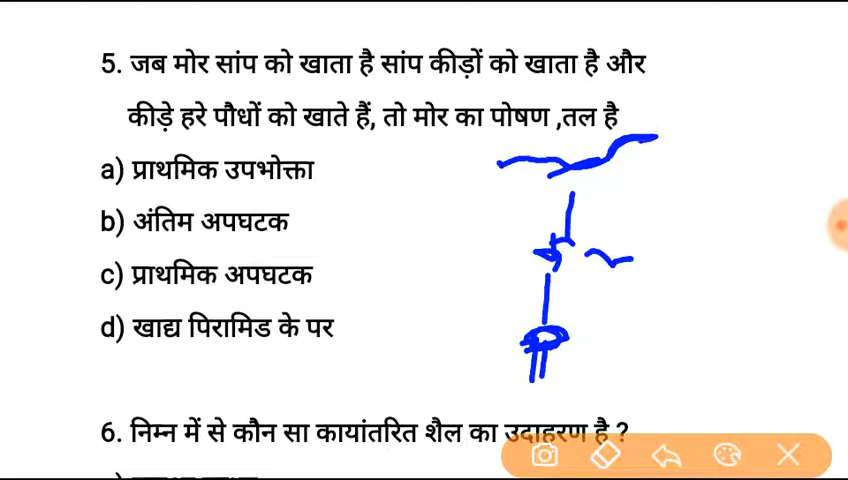 5. जब मोर सांप को खाता है सांप कीड़ों को खाता है और
कीड़े हरे पौधों को खाते हैं, तो मोर का पोषण ,तल है
a) प्राथमिक उपभोक्ता
b) अंतिम अपघटक
c) प्राथमिक अपघटक
d) खाद्य पिरामिड के पर
6. निम्न में से कौन सा कायांतरित शैल का उदाहरण है ?